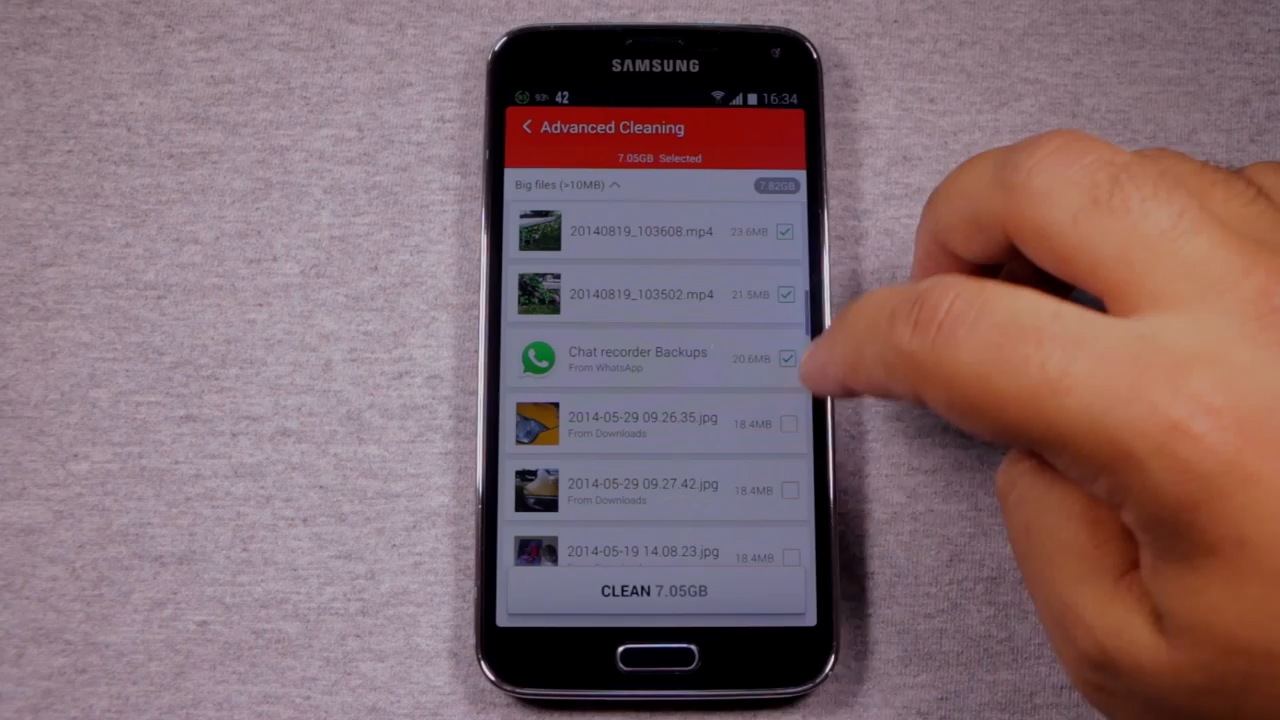 SAMSUNG
93%
42
16:34
Advanced Cleaning
7.05GB Selected
Big files (>10MB)
7.82GB
20140819_103608.mp4
23.6MB
20140819_103502.mp4
21.5MB
Chat recorder Backups
20.6MB
From WhatsApp
2014-05-29 09.26.35.jpg
18.4MB
From Downloads
2014-05-29 09.27.42.jpg
18.4MB
From Downloads
2014-05-19 14.08.23.jpg
18.4MB
CLEAN 7.05GB